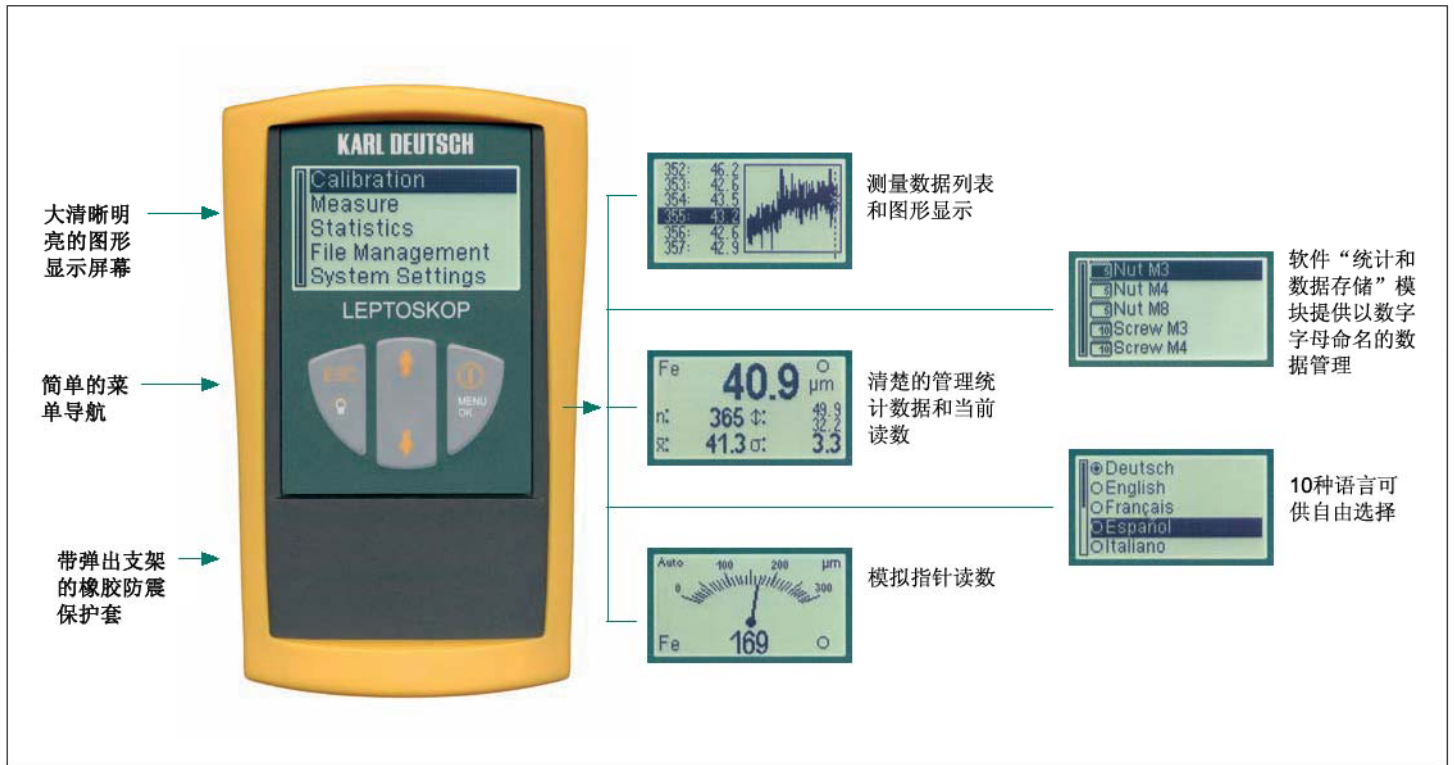 大清晰明
亮的图形
显示屏幕
简单的菜
单导航
带弹出支架
的橡胶防震
保护套
KARL DEUTSCH
Calibration
Measure
Statistics
File Management
System Settings
LEPTOSKOP
ESC
MENU
OK
352: 46.2
353: 42.6
354: 43.5
355: 43.2
356: 42.6
357: 42.9
测量数据列表
和图形显示
Fe 40.9 µm
n: 365 ↕: 49.9
32.2
x̄: 41.3 σ: 3.3
清楚的管理统
计数据和当前
读数
Auto 100 200 µm
0 300
Fe 169
模拟指针读数
5 Nut M3
5 Nut M4
5 Nut M8
10 Screw M3
10 Screw M4
软件“统计和
数据存储”模
块提供以数字
字母命名的数
据管理
Deutsch
English
Français
Español
Italiano
10种语言可
供自由选择